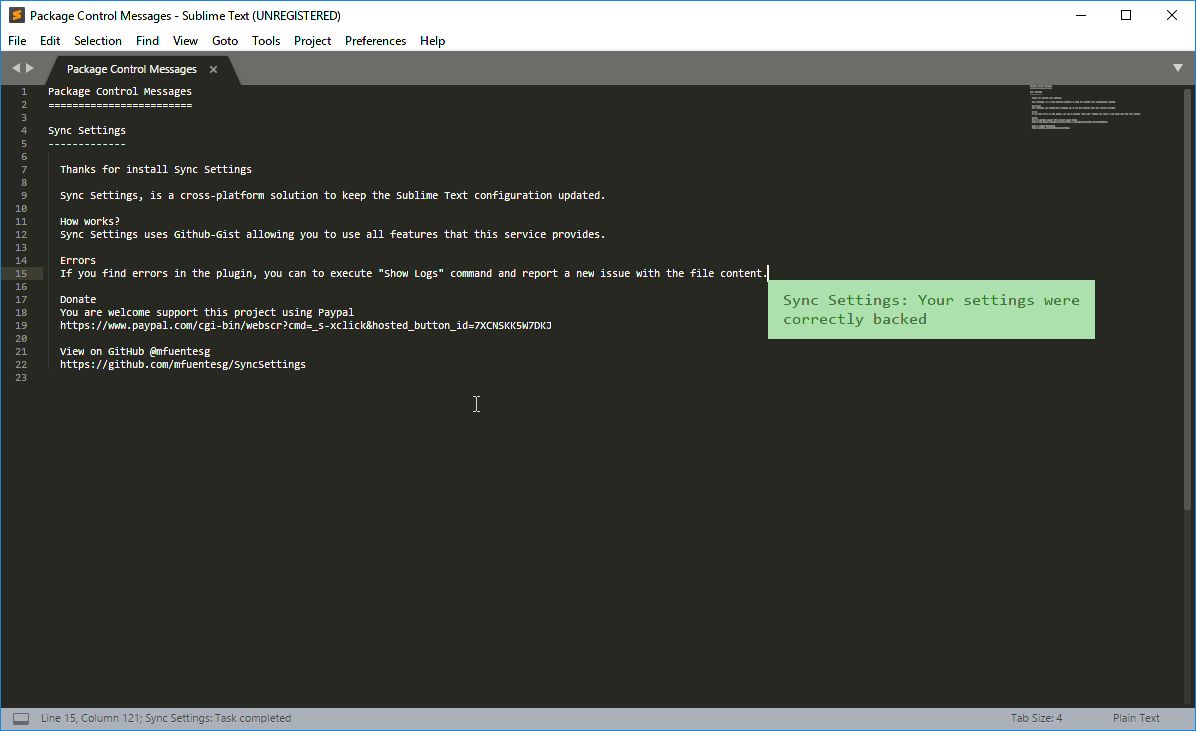 Package Control Messages - Sublime Text (UNREGISTERED)
File Edit Selection Find View Goto Tools Project Preferences Help
Package Control Messages
1 Package Control Messages
2 ========================
3
4 Sync Settings
5 -------------
6
7 Thanks for install Sync Settings
8
9 Sync Settings, is a cross-platform solution to keep the Sublime Text configuration updated.
10
11 How works?
12 Sync Settings uses Github-Gist allowing you to use all features that this service provides.
13
14 Errors
15 If you find errors in the plugin, you can to execute "Show Logs" command and report a new issue with the file content.
16
17 Donate
18 You are welcome support this project using Paypal
19 https://www.paypal.com/cgi-bin/webscr?cmd=_s-xclick&hosted_button_id=7XCNSKK5W7DKJ
20
21 View on GitHub @mfuentesg
22 https://github.com/mfuentesg/SyncSettings
23
Sync Settings: Your settings were
correctly backed
Line 15, Column 121; Sync Settings: Task completed
Tab Size: 4
Plain Text